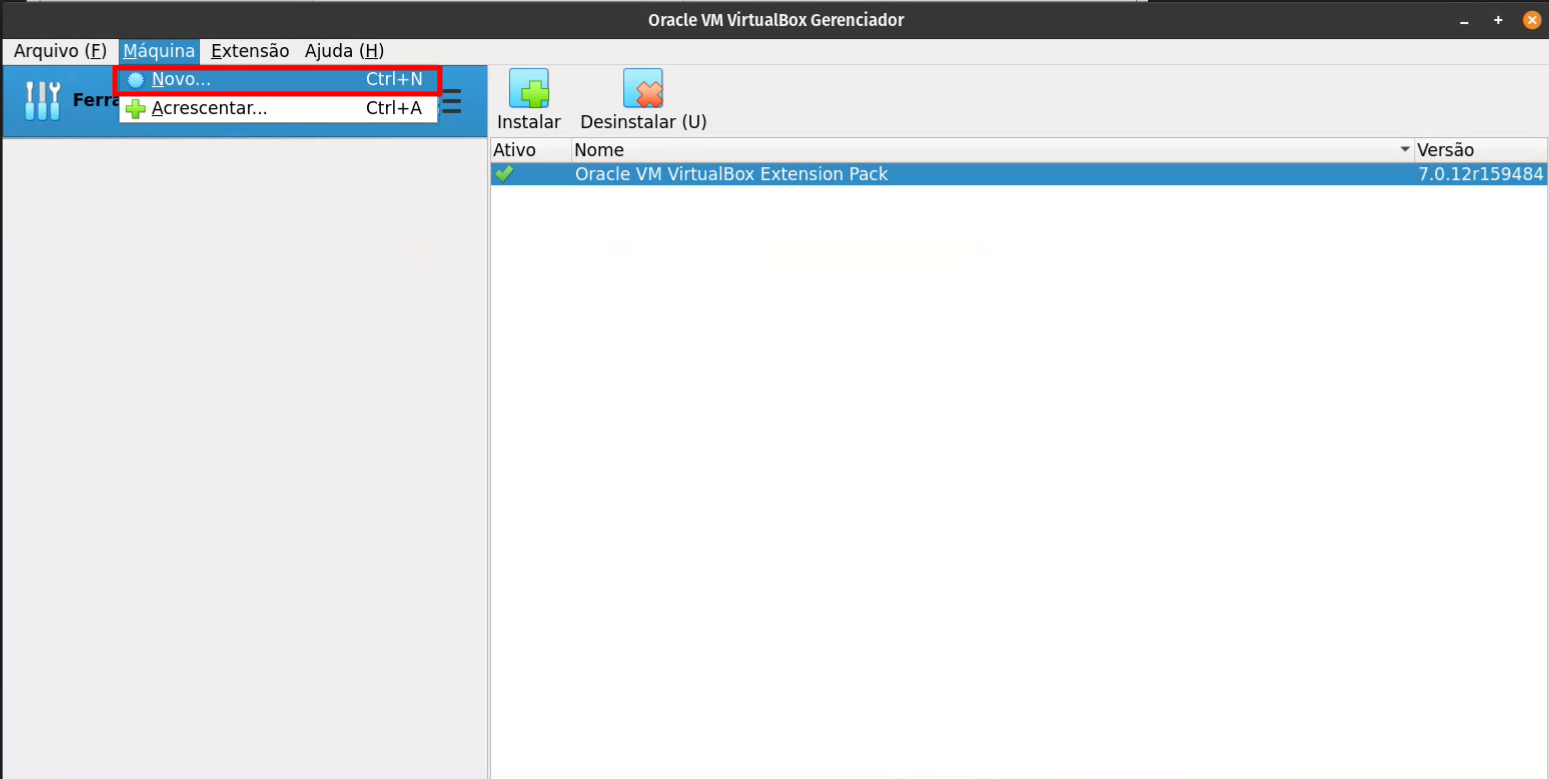 Oracle VM VirtualBox Gerenciador
Arquivo (F) Máquina Extensão Ajuda (H)
Novo... Ctrl+N
Ferra
Acrescentar... Ctrl+A
Instalar Desinstalar (U)
Ativo Nome Versão
Oracle VM VirtualBox Extension Pack 7.0.12r159484